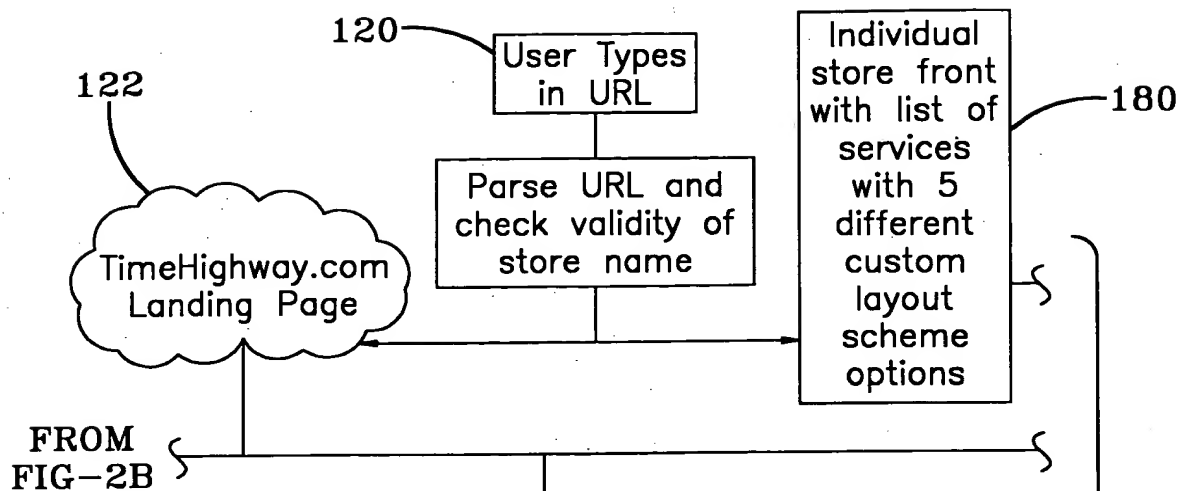 120
User Types
in URL
122
Parse URL and
check validity of
store name
TimeHighway.com
Landing Page
Individual
store front
with list of
services
with 5
different
custom
layout
scheme
options
180
FROM
FIG-2B